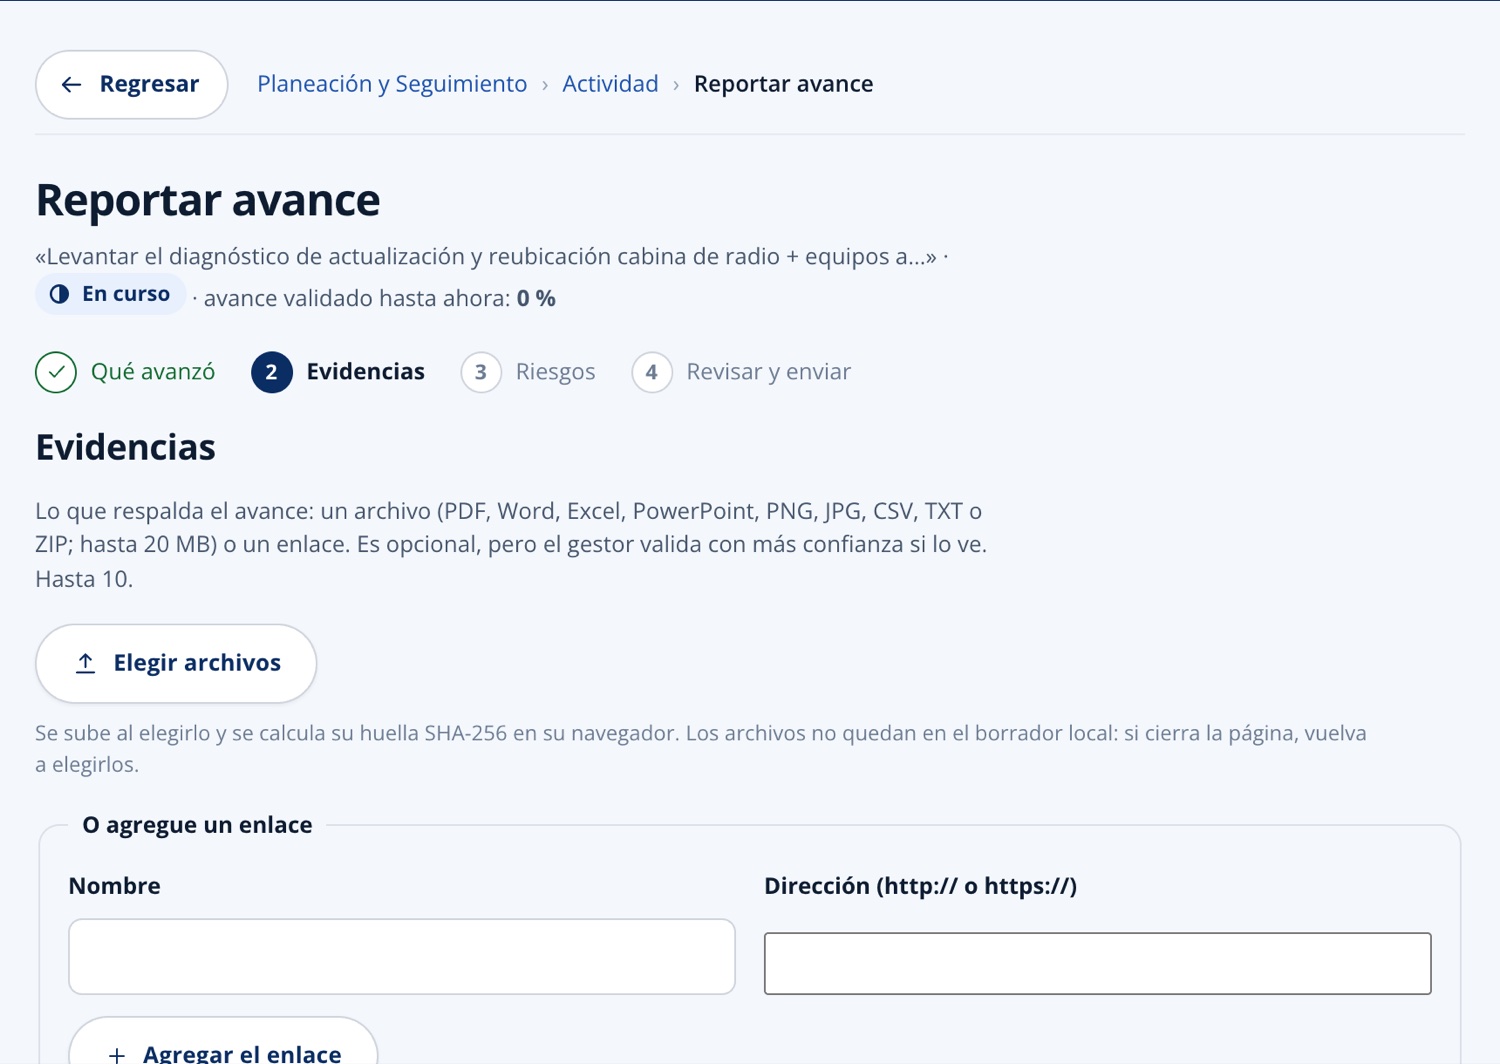 ← Regresar Planeación y Seguimiento › Actividad › Reportar avance
Reportar avance
«Levantar el diagnóstico de actualización y reubicación cabina de radio + equipos a...» ·
En curso · avance validado hasta ahora: 0 %
Qué avanzó 2 Evidencias 3 Riesgos 4 Revisar y enviar
Evidencias
Lo que respalda el avance: un archivo (PDF, Word, Excel, PowerPoint, PNG, JPG, CSV, TXT o
ZIP; hasta 20 MB) o un enlace. Es opcional, pero el gestor valida con más confianza si lo ve.
Hasta 10.
Elegir archivos
Se sube al elegirlo y se calcula su huella SHA-256 en su navegador. Los archivos no quedan en el borrador local: si cierra la página, vuelva
a elegirlos.
O agregue un enlace
Nombre Dirección (http:// o https://)
+ Agregar el enlace